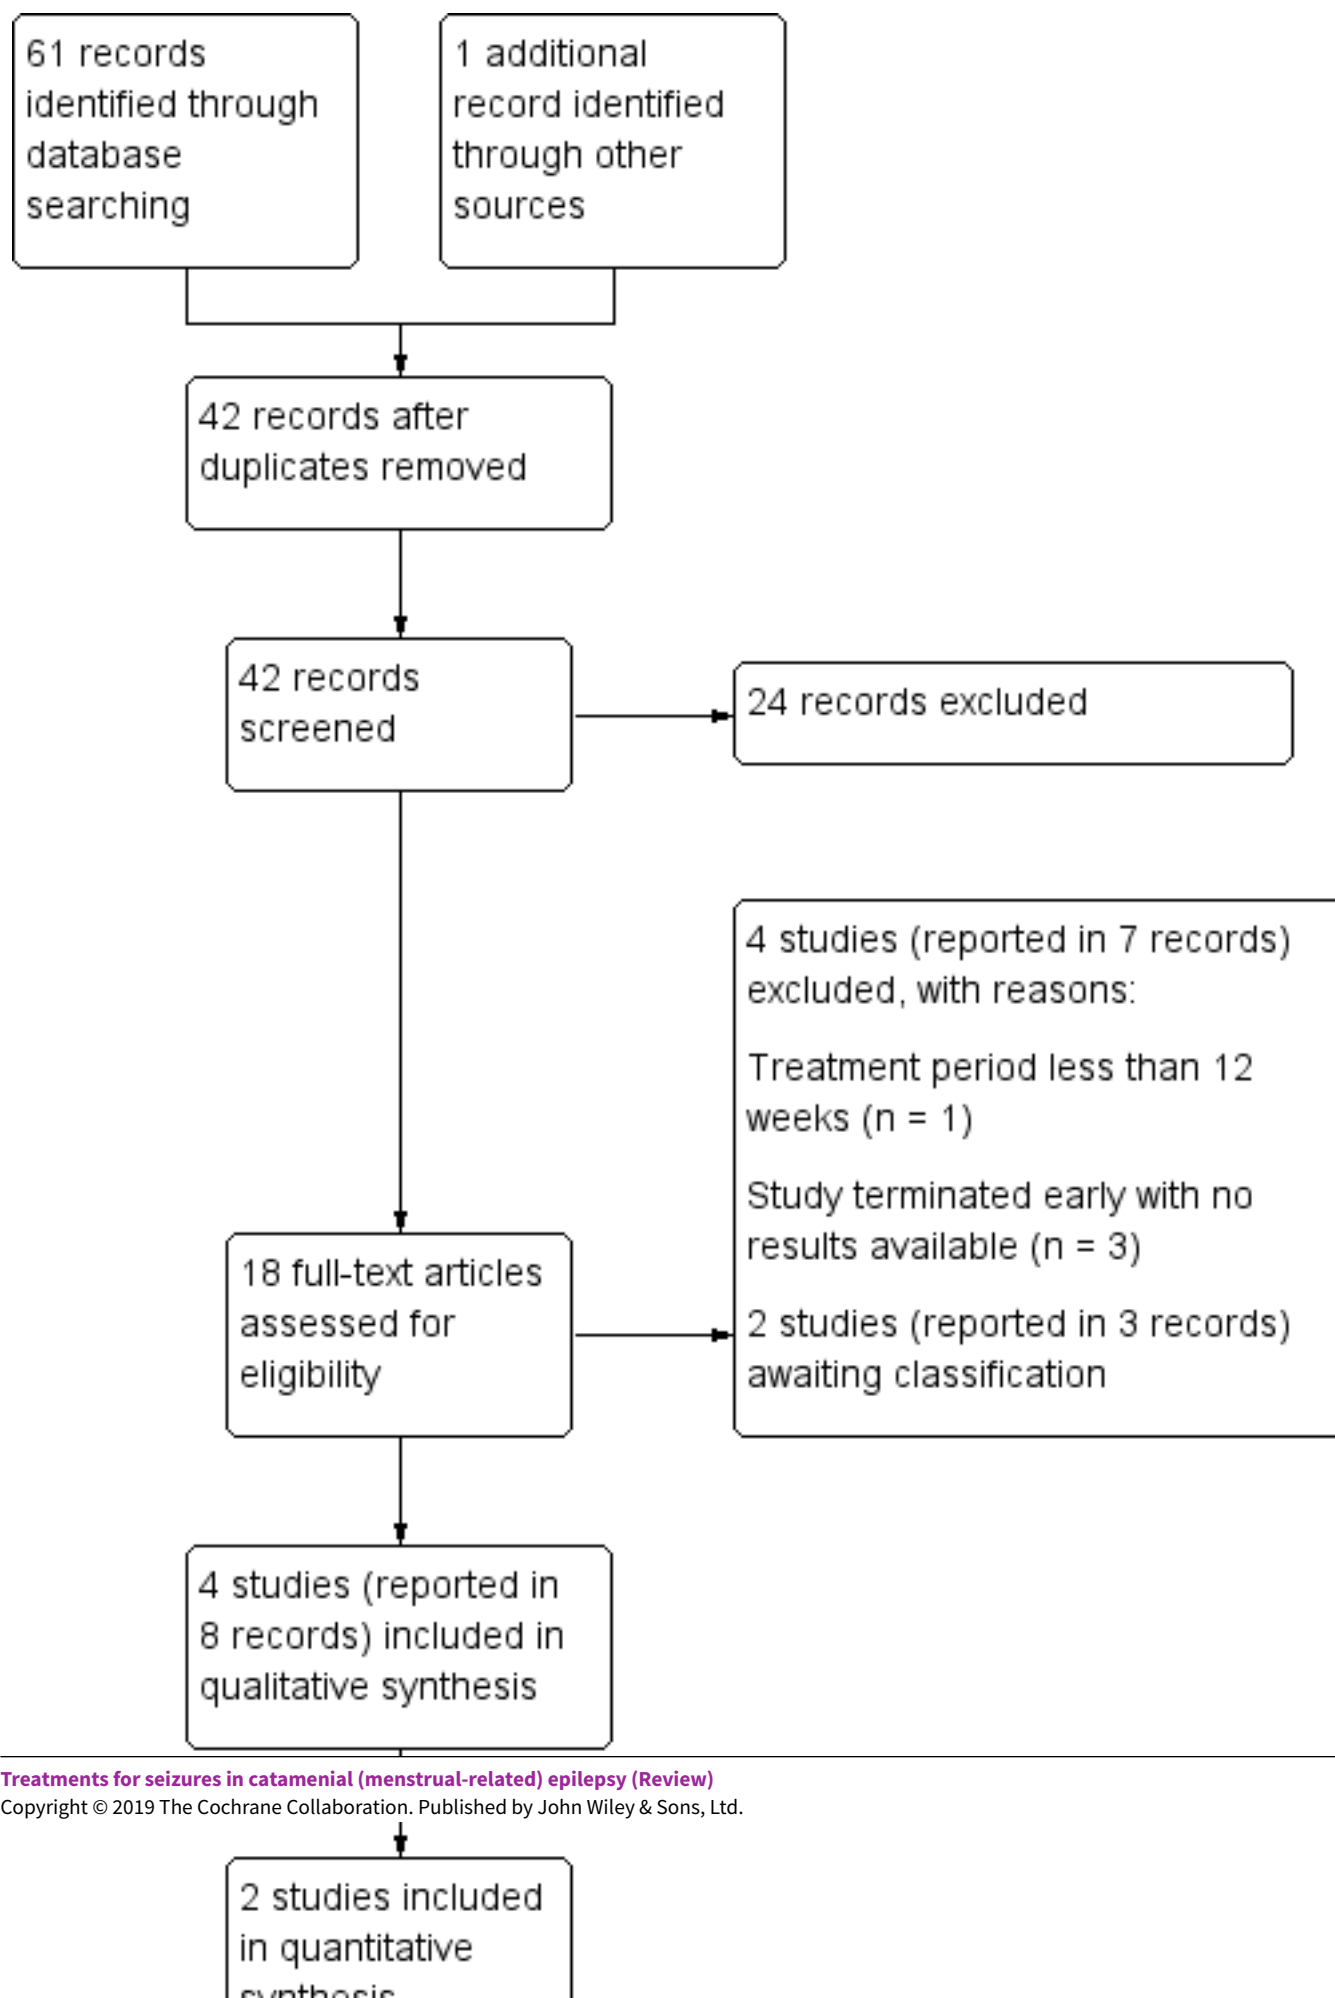 61 records
identified through
database
searching
1 additional
record identified
through other
sources
42 records after
duplicates removed
42 records
screened
24 records excluded
4 studies (reported in 7 records)
excluded, with reasons:
Treatment period less than 12
weeks (n = 1)
Study terminated early with no
results available (n = 3)
2 studies (reported in 3 records)
awaiting classification
18 full-text articles
assessed for
eligibility
4 studies (reported in
8 records) included in
qualitative synthesis
Treatments for seizures in catamenial (menstrual-related) epilepsy (Review)
Copyright © 2019 The Cochrane Collaboration. Published by John Wiley & Sons, Ltd.
2 studies included
in quantitative
synthesis